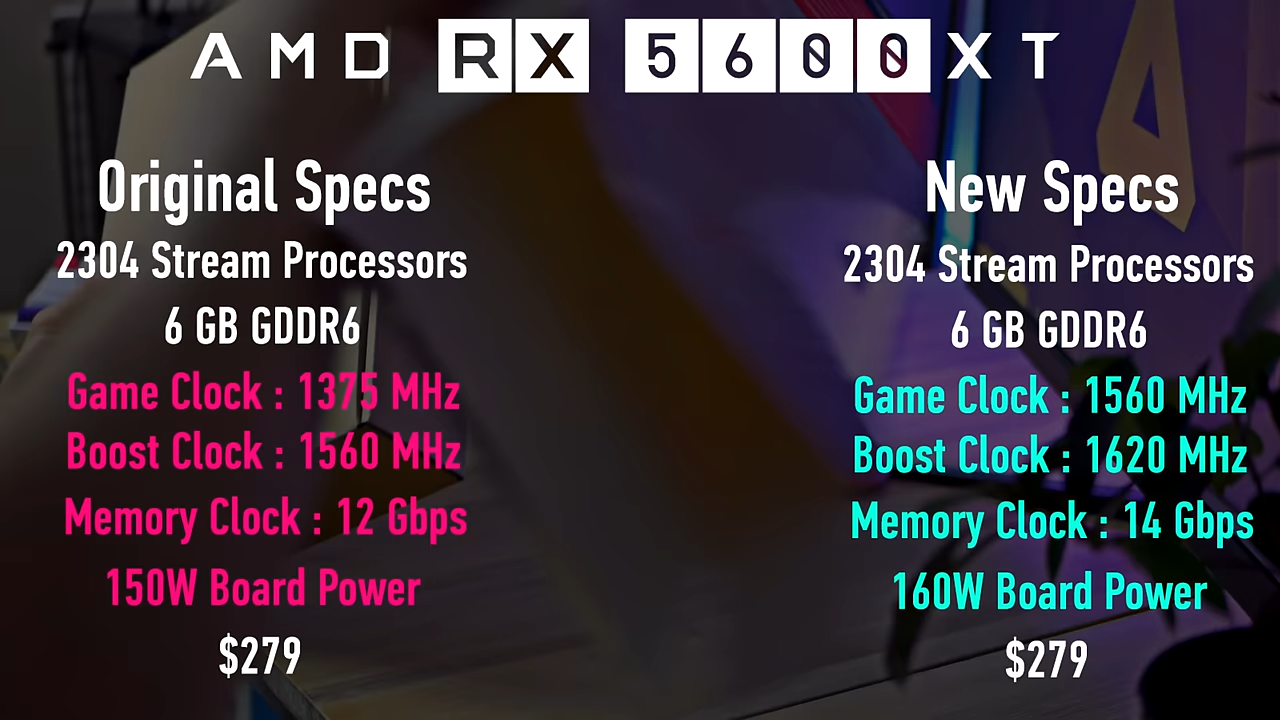 AMD RX 5600XT
Original Specs
2304 Stream Processors
6 GB GDDR6
Game Clock : 1375 MHz
Boost Clock : 1560 MHz
Memory Clock : 12 Gbps
150W Board Power
$279
New Specs
2304 Stream Processors
6 GB GDDR6
Game Clock : 1560 MHz
Boost Clock : 1620 MHz
Memory Clock : 14 Gbps
160W Board Power
$279